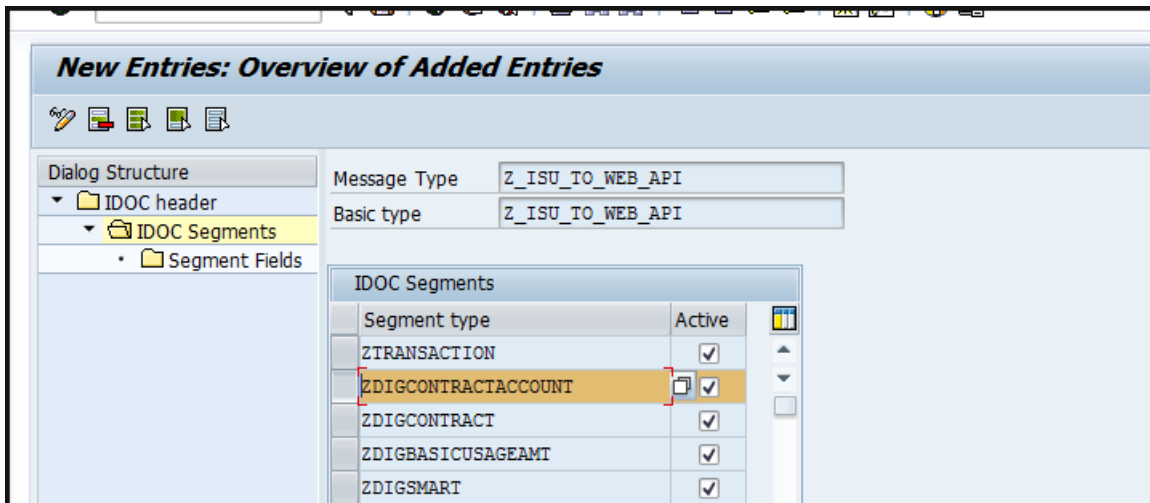 New Entries: Overview of Added Entries
Dialog Structure
IDOC header
IDOC Segments
Segment Fields
Message Type Z_ISU_TO_WEB_API
Basic type Z_ISU_TO_WEB_API
IDOC Segments
Segment type Active
ZTRANSACTION
ZDIGCONTRACTACCOUNT
ZDIGCONTRACT
ZDIGBASICUSAGEAMT
ZDIGSMART